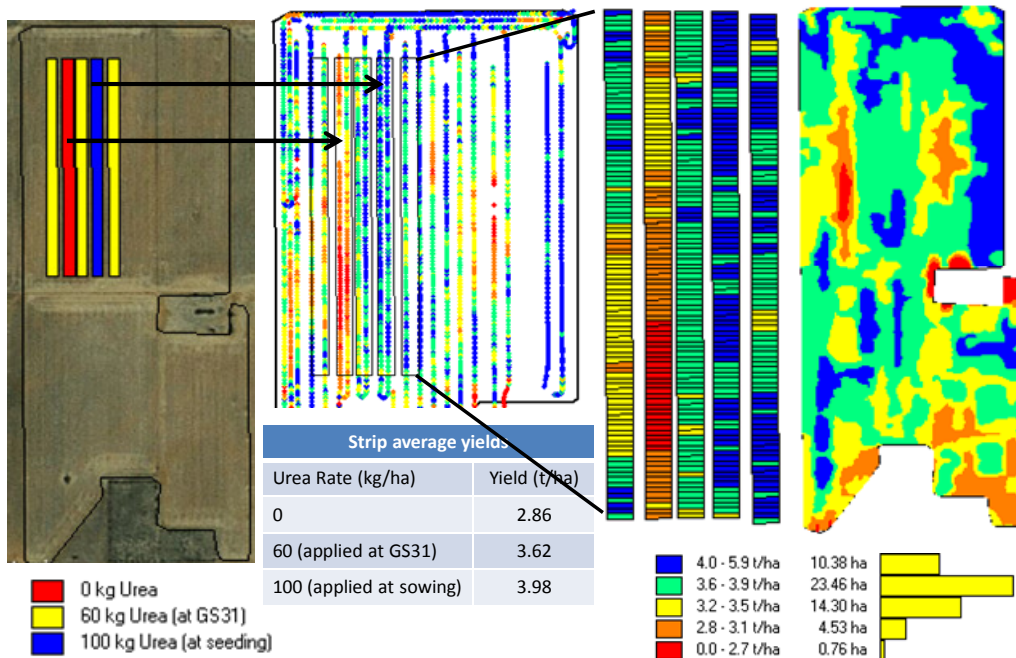 0 kg Urea
60 kg Urea (at GS31)
100 kg Urea (at seeding)
Strip average yields
Urea Rate (kg/ha) Yield (t/ha)
0 2.86
60 (applied at GS31) 3.62
100 (applied at sowing) 3.98
4.0 - 5.9 t/ha 10.38 ha
3.6 - 3.9 t/ha 23.46 ha
3.2 - 3.5 t/ha 14.30 ha
2.8 - 3.1 t/ha 4.53 ha
0.0 - 2.7 t/ha 0.76 ha